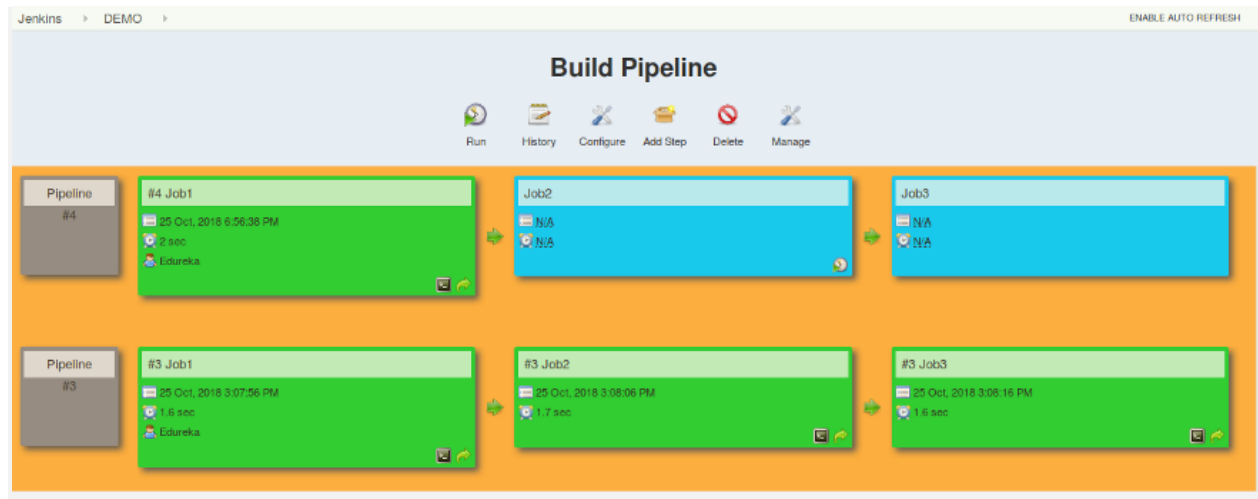 Jenkins DEMO ENABLE AUTO REFRESH
Build Pipeline
Run History Configure Add Step Delete Manage
Pipeline
#4
#4 Job1
25 Oct, 2018 6:56:38 PM
2 sec
Edureka
Job2
N/A
N/A
Job3
N/A
N/A
Pipeline
#3
#3 Job1
25 Oct, 2018 3:07:56 PM
1.6 sec
Edureka
#3 Job2
25 Oct, 2018 3:08:06 PM
1.7 sec
#3 Job3
25 Oct, 2018 3:08:16 PM
1.6 sec